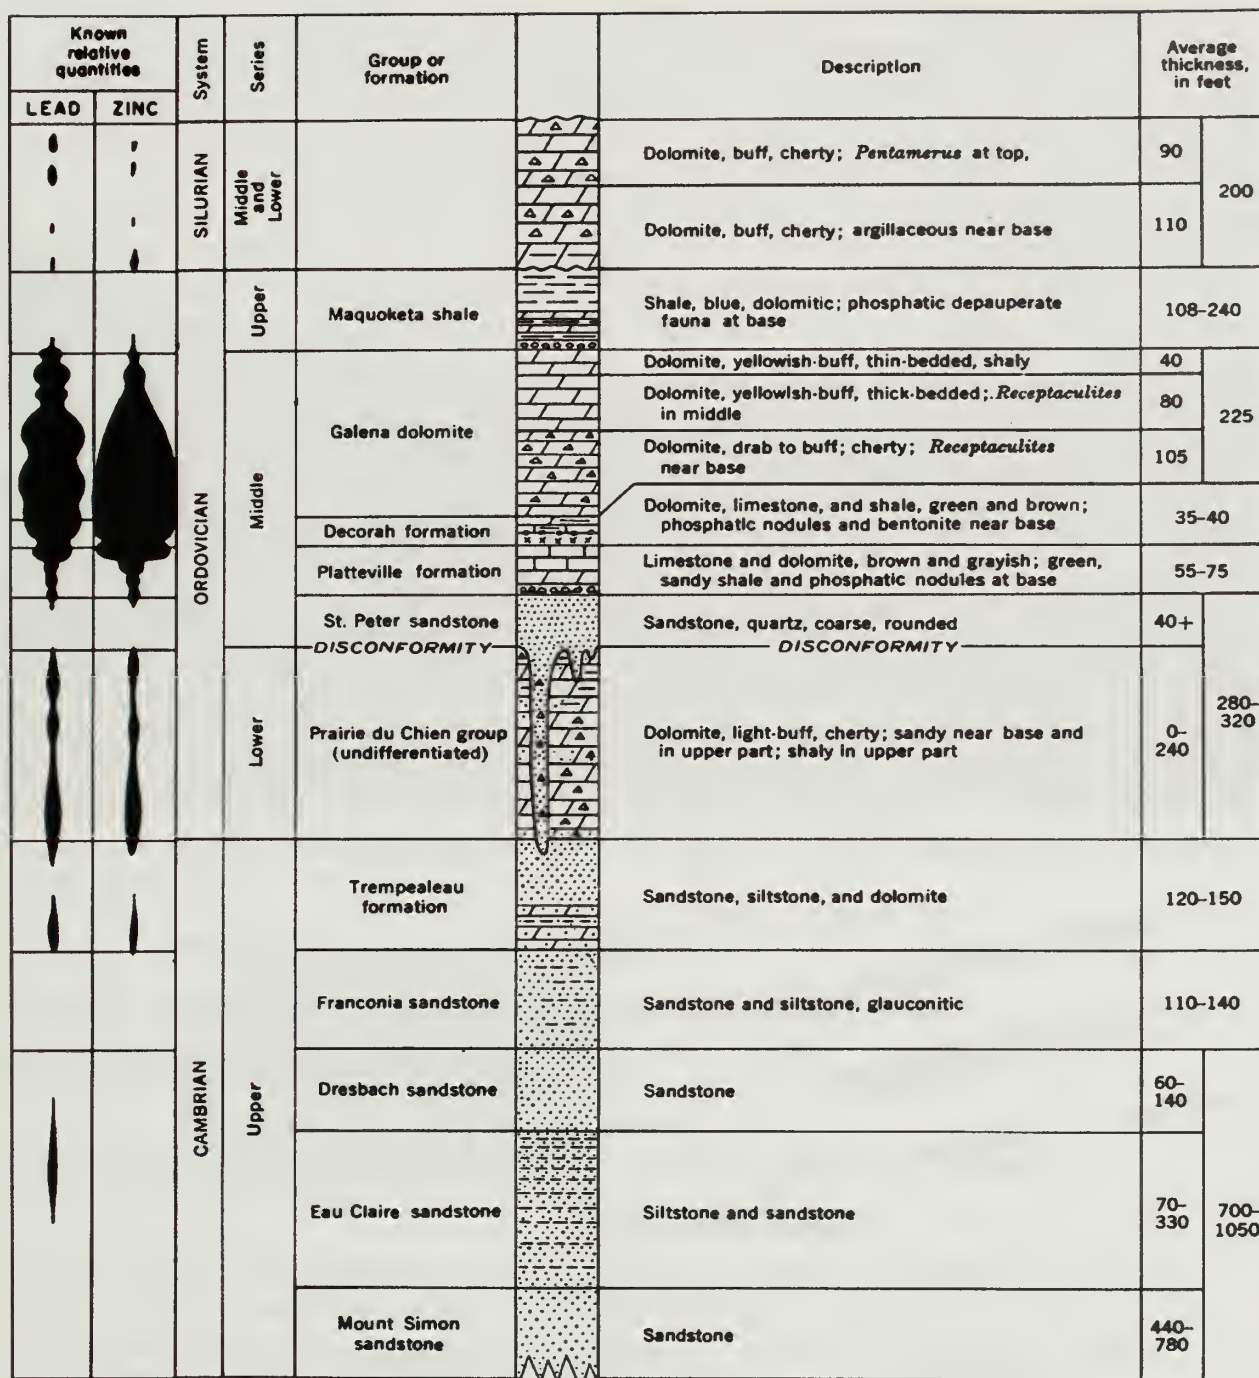 Known
relative
quantities
LEAD
ZINC
System
Series
Group or
formation
Description
Average
thickness,
in feet
SILURIAN
Middle
and
Lower
Dolomite, buff, cherty; Pentamerus at top,
90
200
Dolomite, buff, cherty; argillaceous near base
110
ORDOVICIAN
Upper
Maquoketa shale
Shale, blue, dolomitic; phosphatic depauperate
fauna at base
108-240
Middle
Galena dolomite
Dolomite, yellowish-buff, thin-bedded, shaly
40
225
Dolomite, yellowish-buff, thick-bedded; Receptaculites
in middle
80
Dolomite, drab to buff; cherty; Receptaculites
near base
105
Decorah formation
Dolomite, limestone, and shale, green and brown;
phosphatic nodules and bentonite near base
35-40
Platteville formation
Limestone and dolomite, brown and grayish; green,
sandy shale and phosphatic nodules at base
55-75
St. Peter sandstone
Sandstone, quartz, coarse, rounded
40+
280-
320
DISCONFORMITY
DISCONFORMITY
Lower
Prairie du Chien group
(undifferentiated)
Dolomite, light-buff, cherty; sandy near base and
in upper part; shaly in upper part
0-
240
CAMBRIAN
Upper
Trempealeau
formation
Sandstone, siltstone, and dolomite
120-150
Franconia sandstone
Sandstone and siltstone, glauconitic
110-140
Dresbach sandstone
Sandstone
60-
140
700-
1050
Eau Claire sandstone
Siltstone and sandstone
70-
330
Mount Simon
sandstone
Sandstone
440-
780